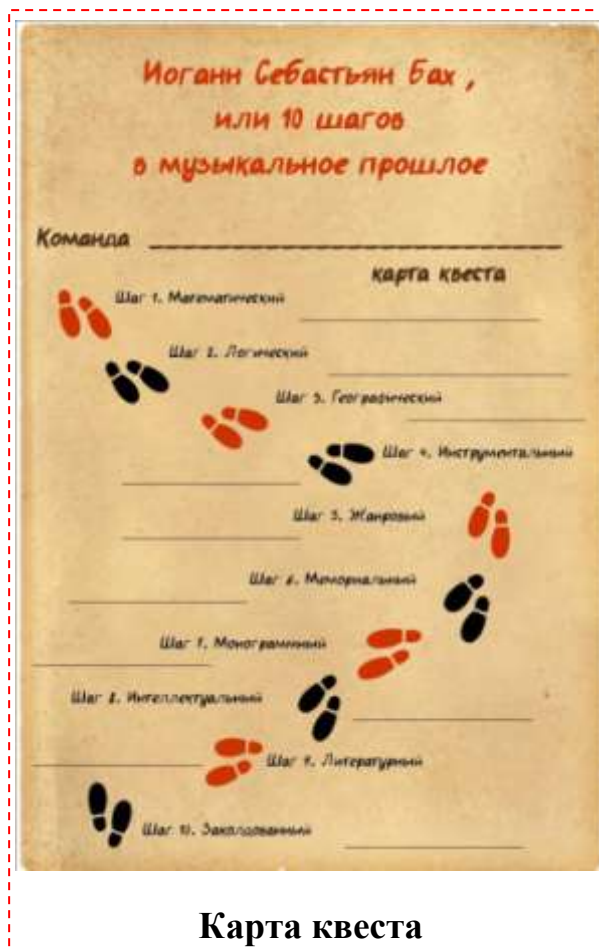 Иоганн Себастьян Бах ,
или 10 шагов
в музыкальное прошлое
Команда
карта квеста
Шаг 1. Математический
Шаг 2. Логический
Шаг 3. Географический
Шаг 4. Инструментальный
Шаг 5. Жанровый
Шаг 6. Мемориальный
Шаг 7. Монограммный
Шаг 8. Интеллектуальный
Шаг 9. Литературный
Шаг 10. Закодованный
Карта квеста